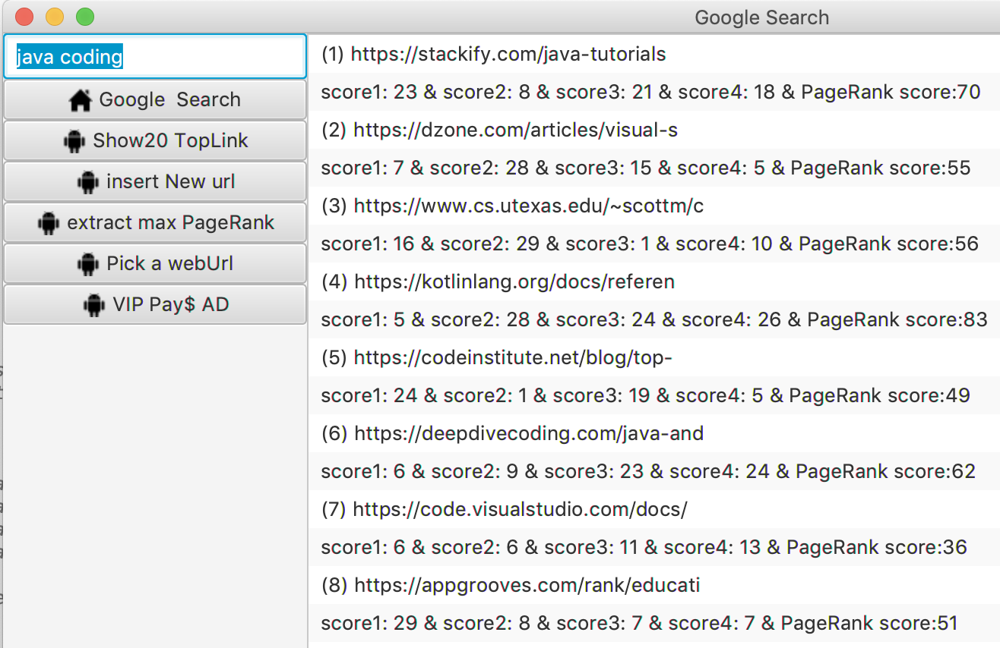 Google Search
java coding
Google  Search
Show20 TopLink
insert New url
extract max PageRank
Pick a webUrl
VIP Pay$ AD
(1) https://stackify.com/java-tutorials
score1: 23 & score2: 8 & score3: 21 & score4: 18 & PageRank score:70
(2) https://dzone.com/articles/visual-s
score1: 7 & score2: 28 & score3: 15 & score4: 5 & PageRank score:55
(3) https://www.cs.utexas.edu/~scottm/c
score1: 16 & score2: 29 & score3: 1 & score4: 10 & PageRank score:56
(4) https://kotlinlang.org/docs/referen
score1: 5 & score2: 28 & score3: 24 & score4: 26 & PageRank score:83
(5) https://codeinstitute.net/blog/top-
score1: 24 & score2: 1 & score3: 19 & score4: 5 & PageRank score:49
(6) https://deepdivecoding.com/java-and
score1: 6 & score2: 9 & score3: 23 & score4: 24 & PageRank score:62
(7) https://code.visualstudio.com/docs/
score1: 6 & score2: 6 & score3: 11 & score4: 13 & PageRank score:36
(8) https://appgrooves.com/rank/educati
score1: 29 & score2: 8 & score3: 7 & score4: 7 & PageRank score:51